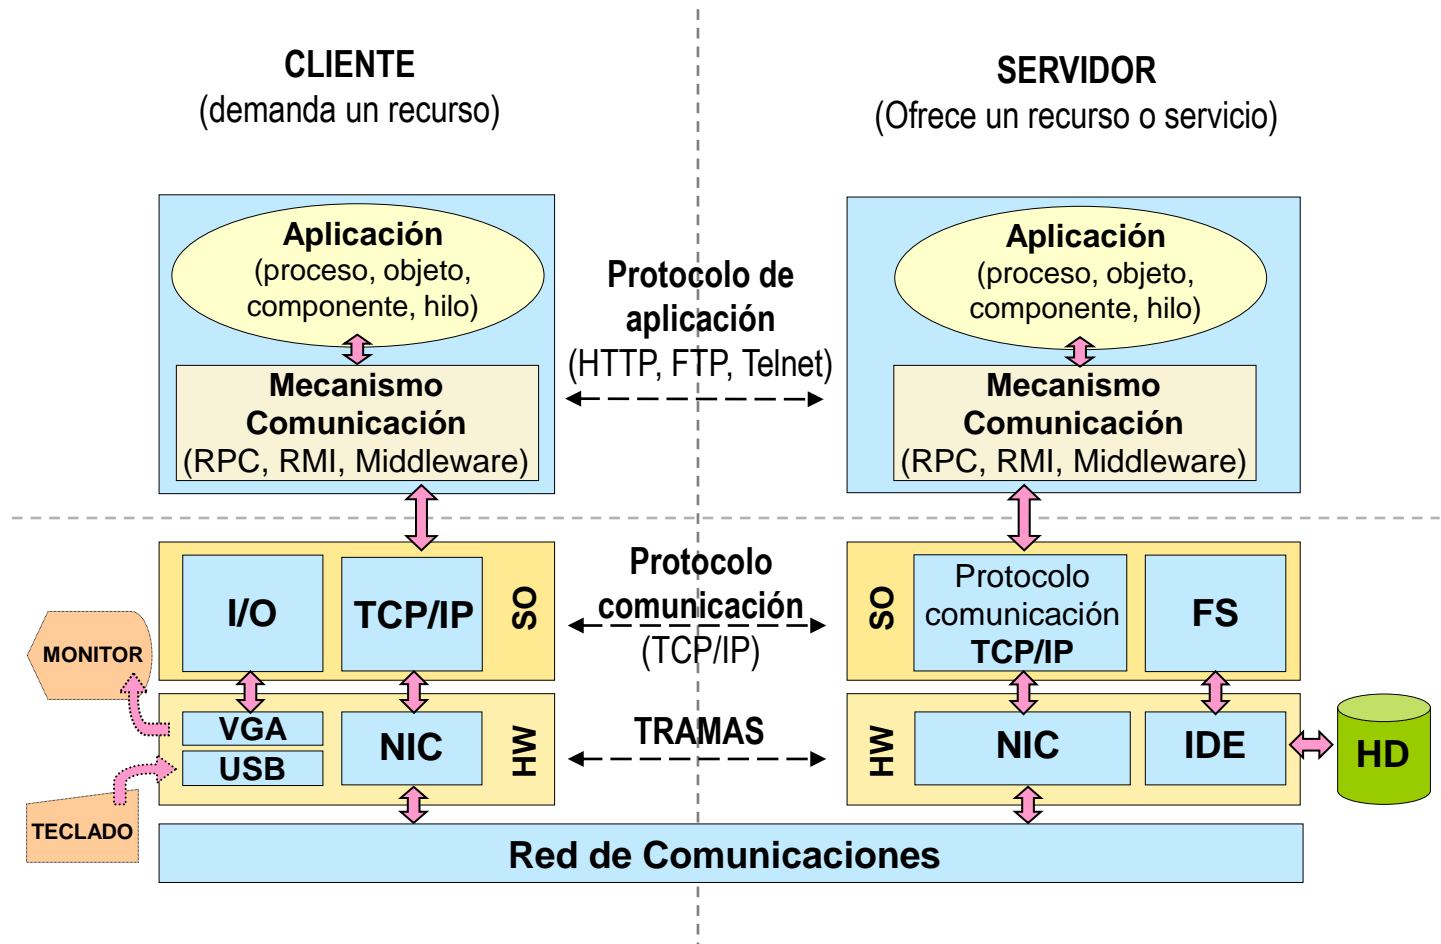 CLIENTE
(demanda un recurso)
SERVIDOR
(Ofrece un recurso o servicio)
Aplicación
(proceso, objeto,
componente, hilo)
Mecanismo
Comunicación
(RPC, RMI, Middleware)
Protocolo de
aplicación
(HTTP, FTP, Telnet)
Aplicación
(proceso, objeto,
componente, hilo)
Mecanismo
Comunicación
(RPC, RMI, Middleware)
I/O
TCP/IP
SO
Protocolo
comunicación
(TCP/IP)
SO
Protocolo
comunicación
TCP/IP
FS
MONITOR
VGA
USB
NIC
HW
TRAMAS
HW
NIC
IDE
HD
TECLADO
Red de Comunicaciones